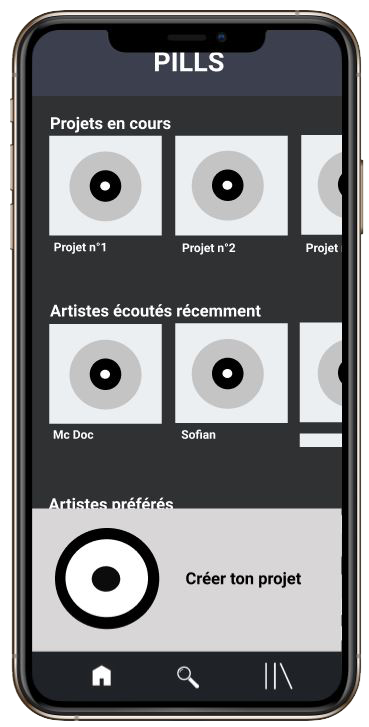 PILLS
Projets en cours
Projet n°1
Projet n°2
Projet
Artistes écoutés récemment
Mc Doc
Sofian
Artistes préférés
Créer ton projet